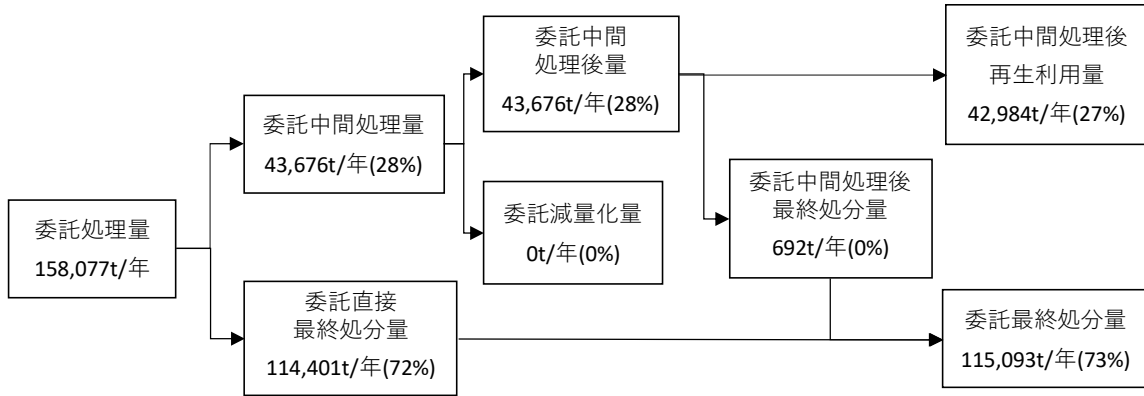 委託処理量
158,077t/年
委託中間処理量
43,676t/年(28%)
委託直接
最終処分量
114,401t/年(72%)
委託中間
処理後量
43,676t/年(28%)
委託減量化量
0t/年(0%)
委託中間処理後
最終処分量
692t/年(0%)
委託中間処理後
再生利用量
42,984t/年(27%)
委託最終処分量
115,093t/年(73%)